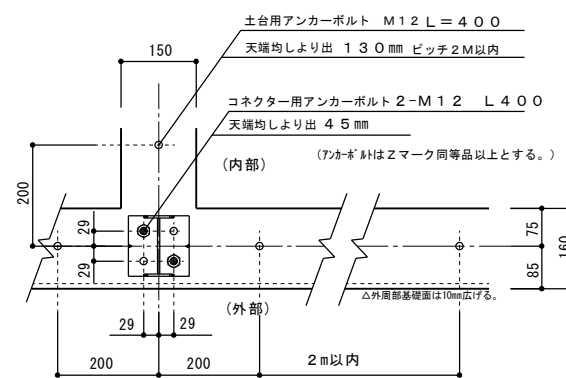 土台用アンカーボルト M12 L=400
天端均しより出 130㎜ ピッチ2M以内
150
コネクター用アンカーボルト 2-M12 L400
天端均しより出 45㎜
(アンカーボルトはZマーク同等品以上とする。)
(内部)
200
29
29
75
85
160
(外部)
△外周部基礎面は10㎜広げる。
29
29
200
200
2m以内